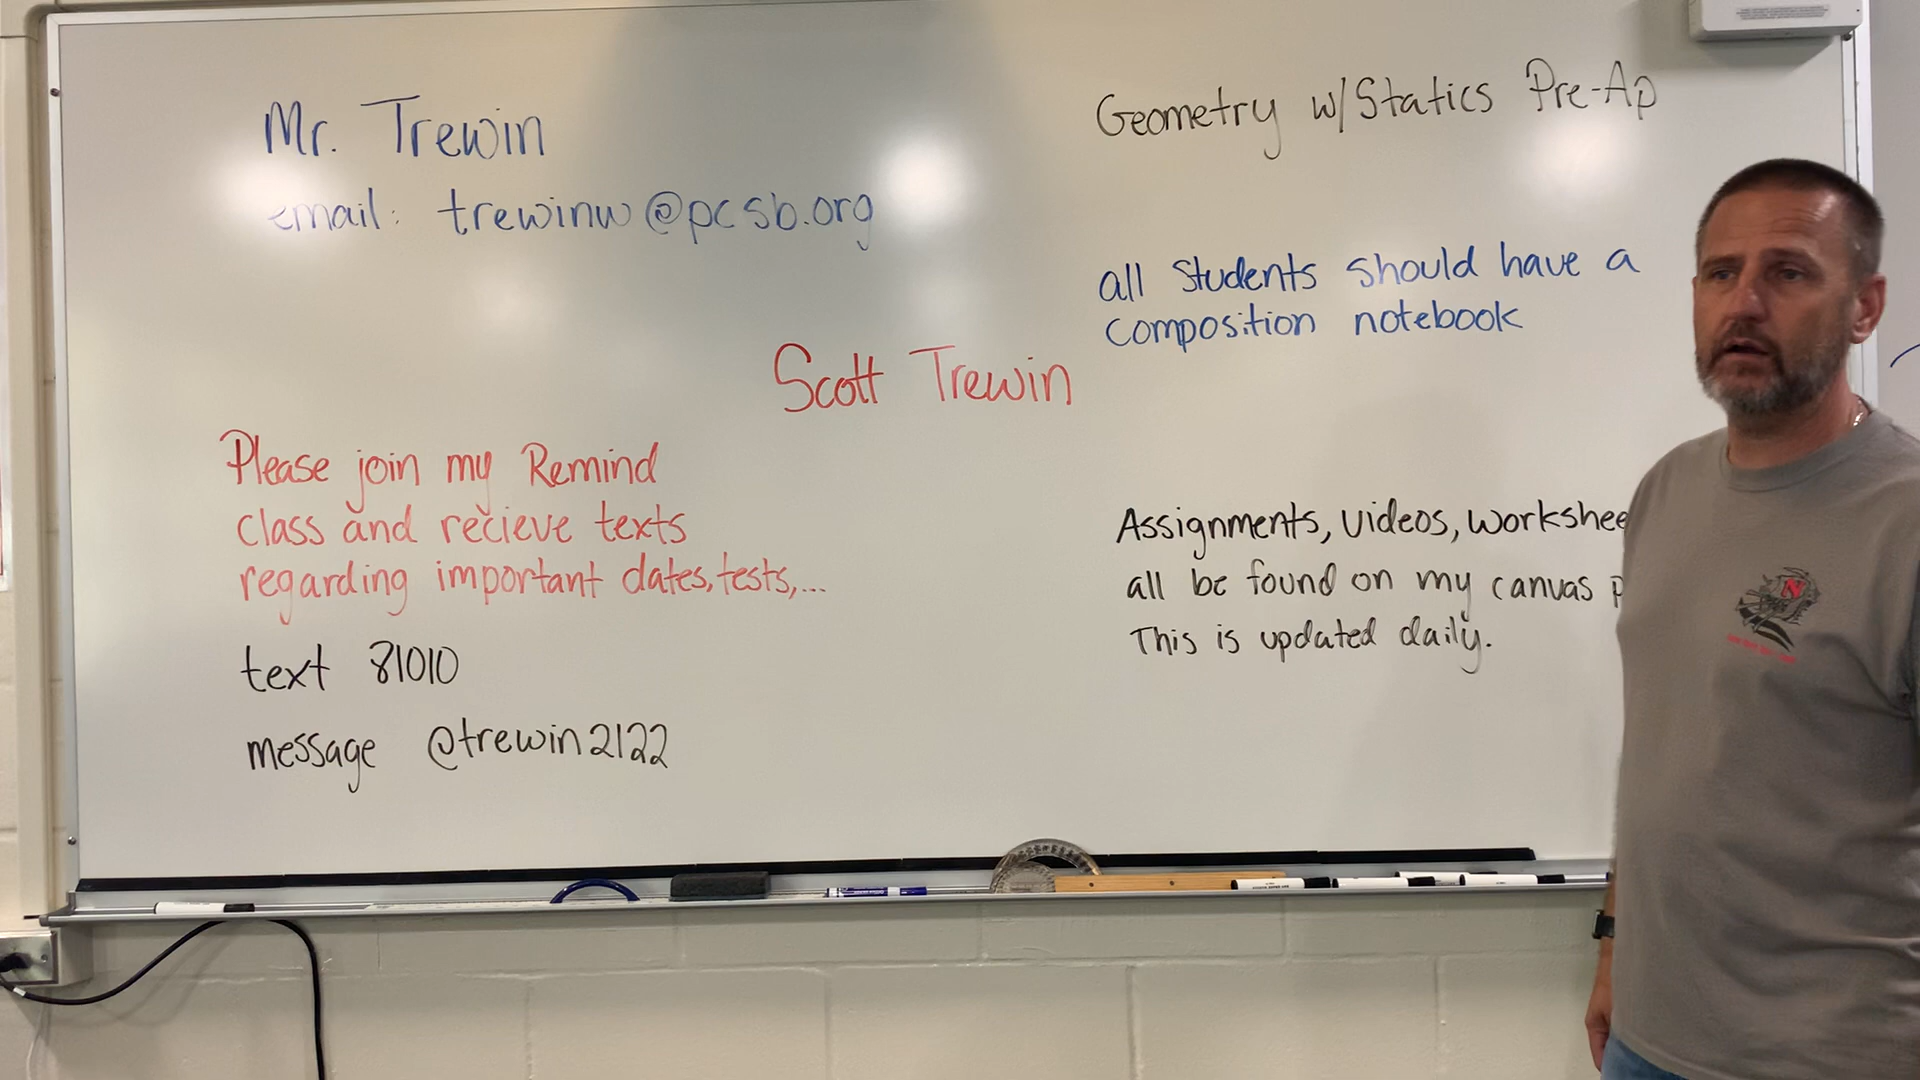 Mr. Trewin
email: trewinw@pcsb.org
Scott Trewin
Please join my Remind
class and recieve texts
regarding important dates, tests,...
text 81010
message @trewin2122
Geometry w/Statics Pre-Ap
all students should have a
composition notebook
Assignments, videos, workshee
all be found on my canvas p
This is updated daily.
N